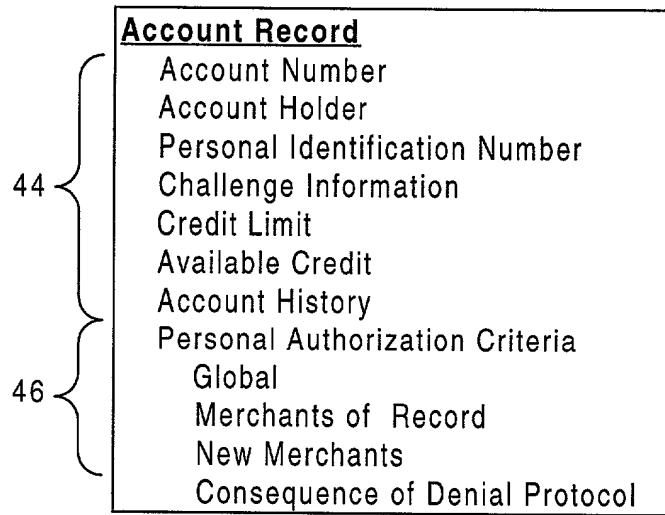 Account Record
Account Number
Account Holder
Personal Identification Number
44
Challenge Information
Credit Limit
Available Credit
Account History
Personal Authorization Criteria
46
Global
Merchants of Record
New Merchants
Consequence of Denial Protocol